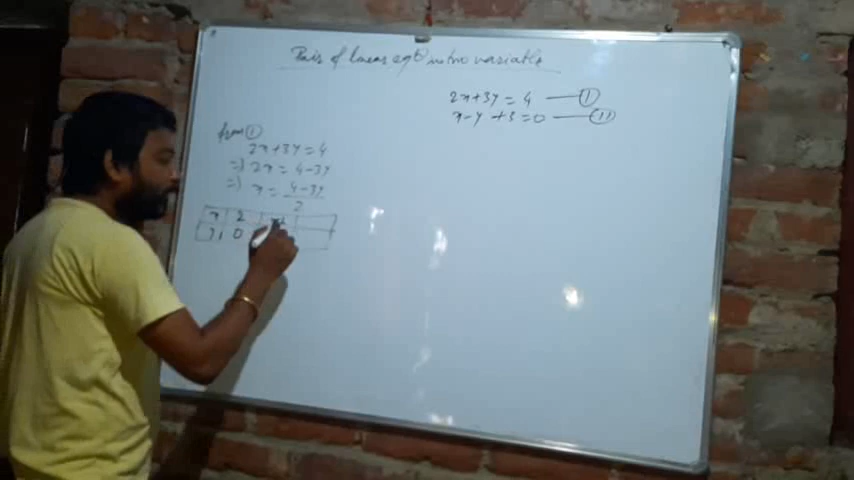 Pair of linear eqn in two variable
2x+3y = 4 — (I)
x-y +3=0 — (II)
from (I)
2x+3y=4
=) 2x = 4-3y
=) x = 4-3y
2
x 2
y 0